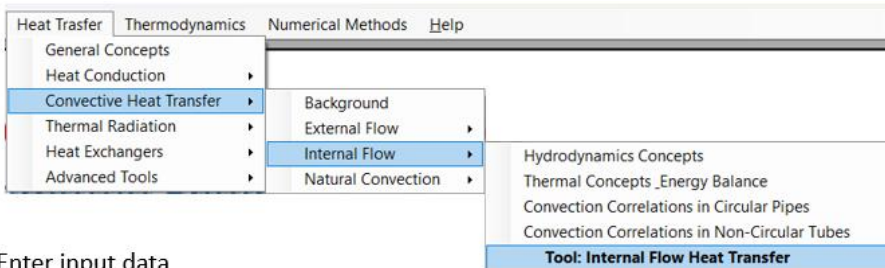 Heat Trasfer Thermodynamics Numerical Methods Help
General Concepts
Heat Conduction
Convective Heat Transfer
Thermal Radiation
Heat Exchangers
Advanced Tools
Background
External Flow
Internal Flow
Natural Convection
Hydrodynamics Concepts
Thermal Concepts _Energy Balance
Convection Correlations in Circular Pipes
Convection Correlations in Non-Circular Tubes
Tool: Internal Flow Heat Transfer
Enter input data